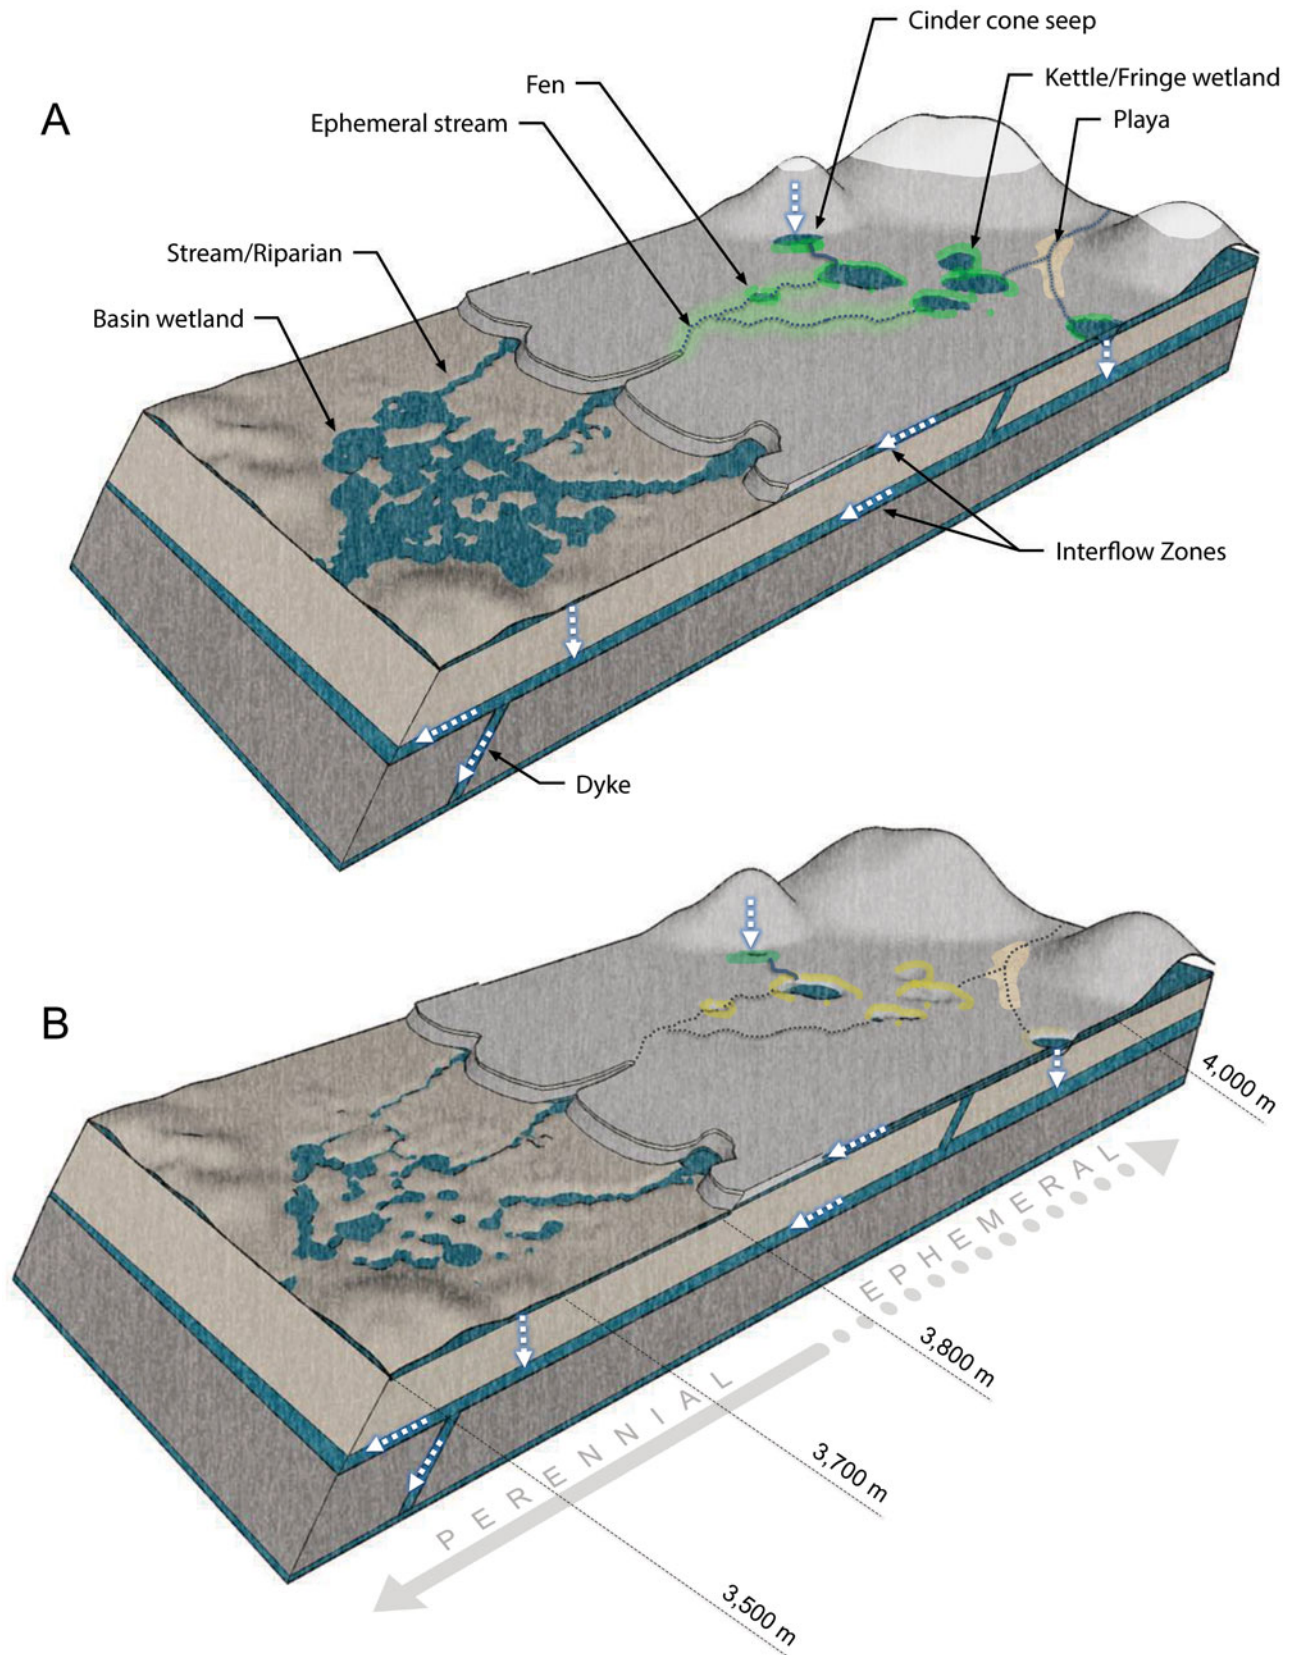 A
Cinder cone seep
Kettle/Fringe wetland
Fen
Playa
Ephemeral stream
Stream/Riparian
Basin wetland
Interflow Zones
Dyke
B
4,000 m
EPHEMERAL
3,800 m
PERENNIAL
3,700 m
3,500 m